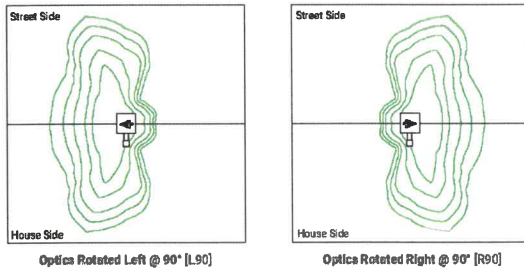 Street Side
House Side
Optics Rotated Left @ 90° [L90]
Street Side
House Side
Optics Rotated Right @ 90° [R90]